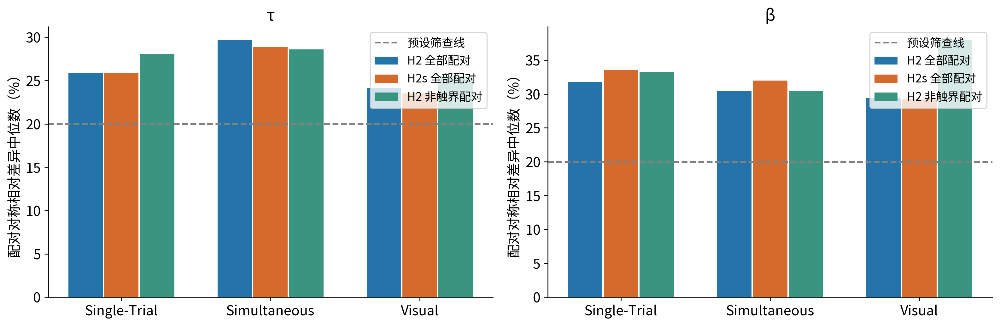 τ
配对对称相对差异中位数（%）
30
25
20
15
10
5
0
预设筛查线
H2 全部配对
H2s 全部配对
H2 非触界配对
Single-Trial
Simultaneous
Visual
β
配对对称相对差异中位数（%）
35
30
25
20
15
10
5
0
预设筛查线
H2 全部配对
H2s 全部配对
H2 非触界配对
Single-Trial
Simultaneous
Visual